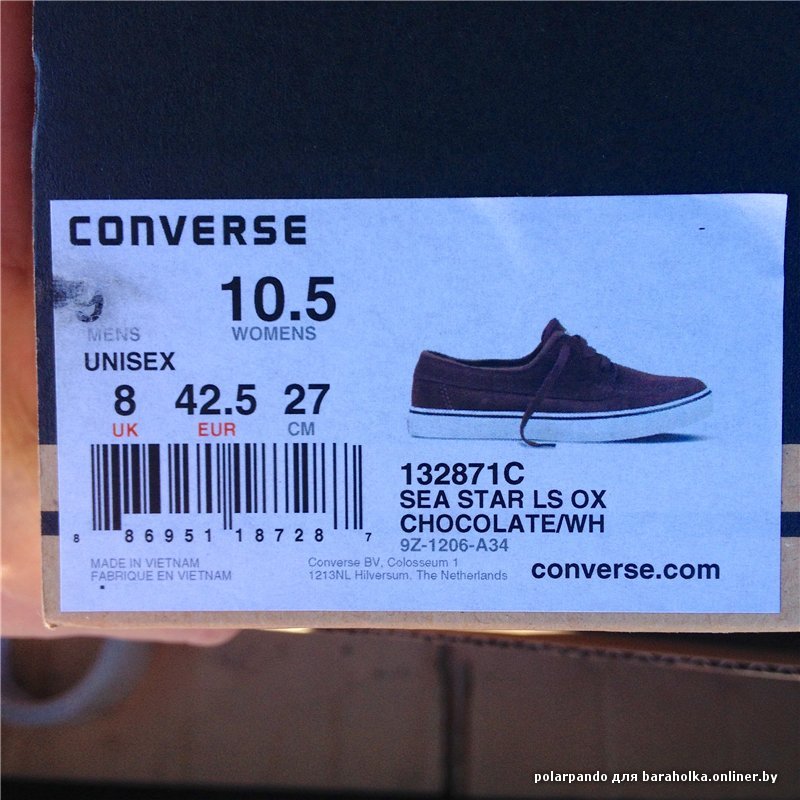 CONVERSE
9 10.5
MENS WOMENS
UNISEX
8 42.5 27
UK EUR CM
132871C
SEA STAR LS OX
CHOCOLATE/WH
9Z-1206-A34
8 86951 18728 7
MADE IN VIETNAM
FABRIQUE EN VIETNAM
Converse BV, Colosseum 1
1213NL Hilversum. The Netherlands
converse.com
polarpando для baraholka.onliner.by